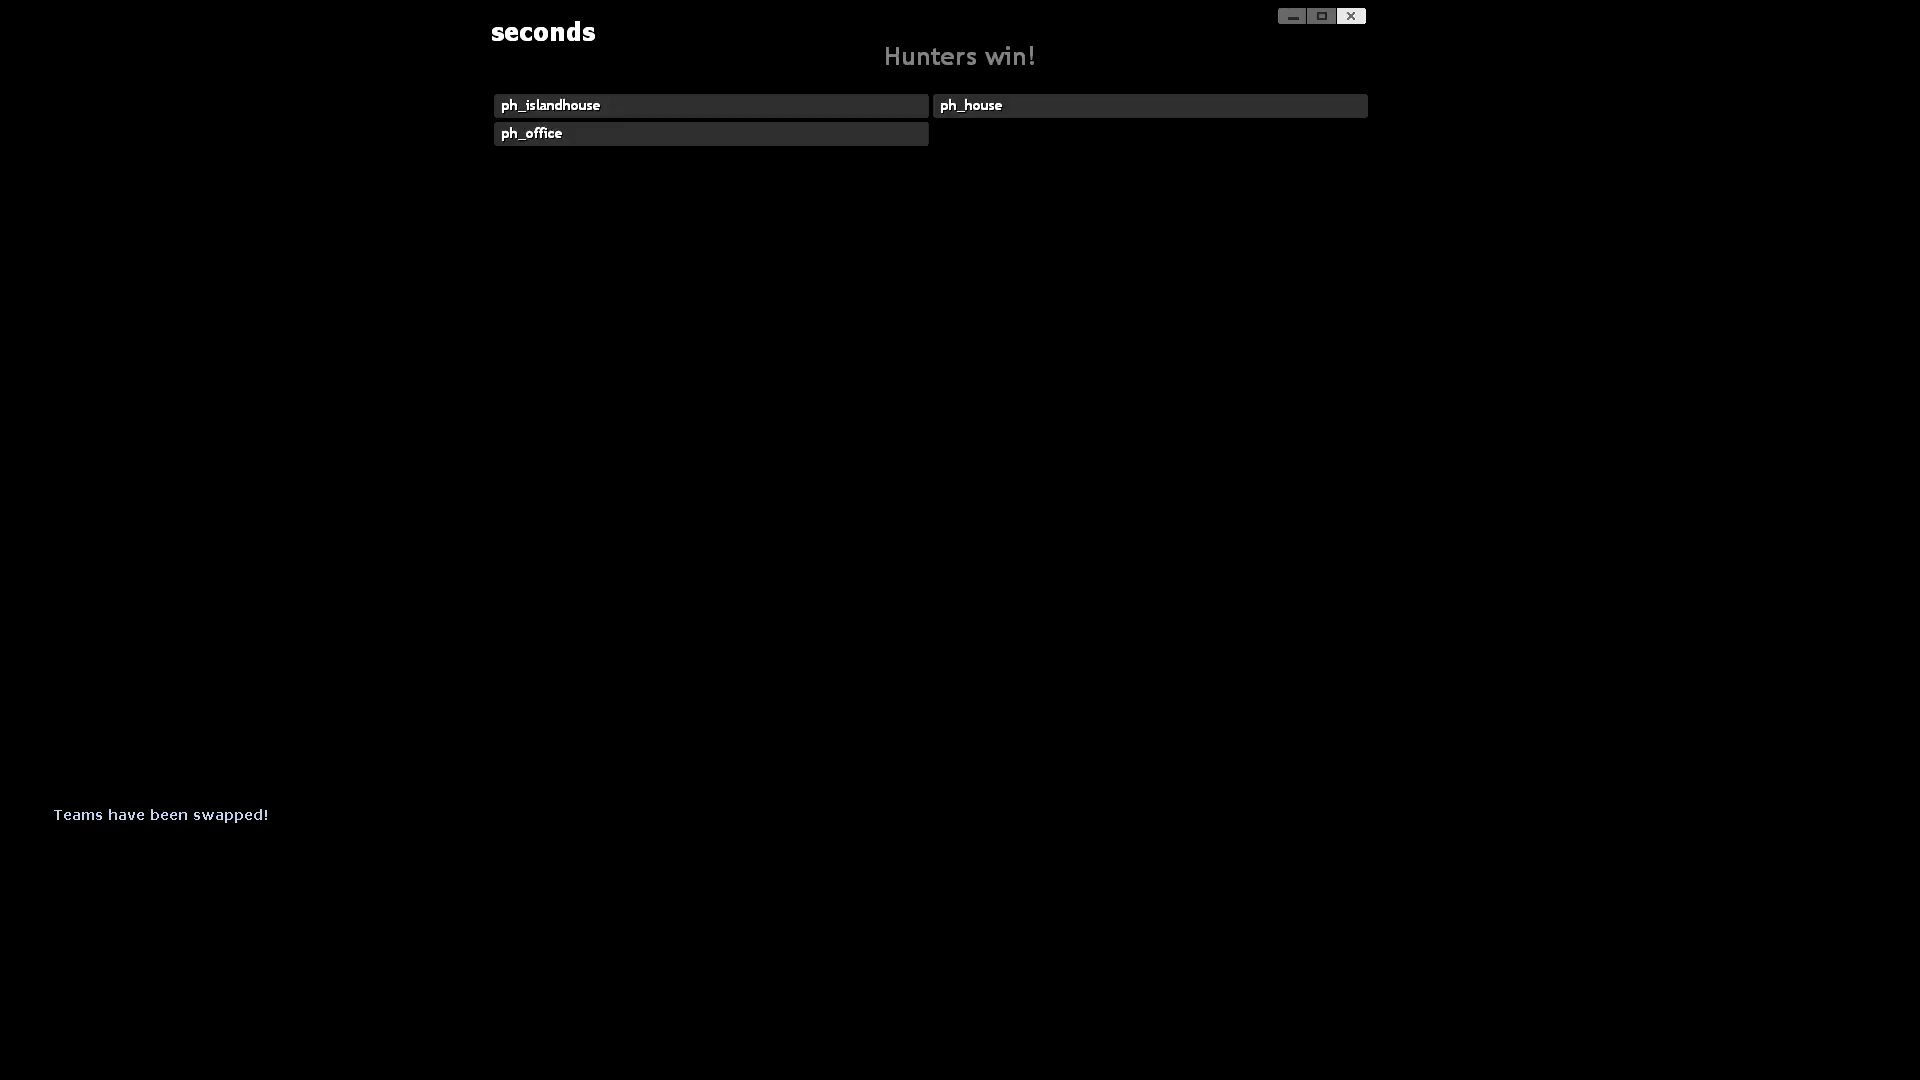 seconds
Hunters win!
ph_islandhouse
ph_house
ph_office
Teams have been swapped!